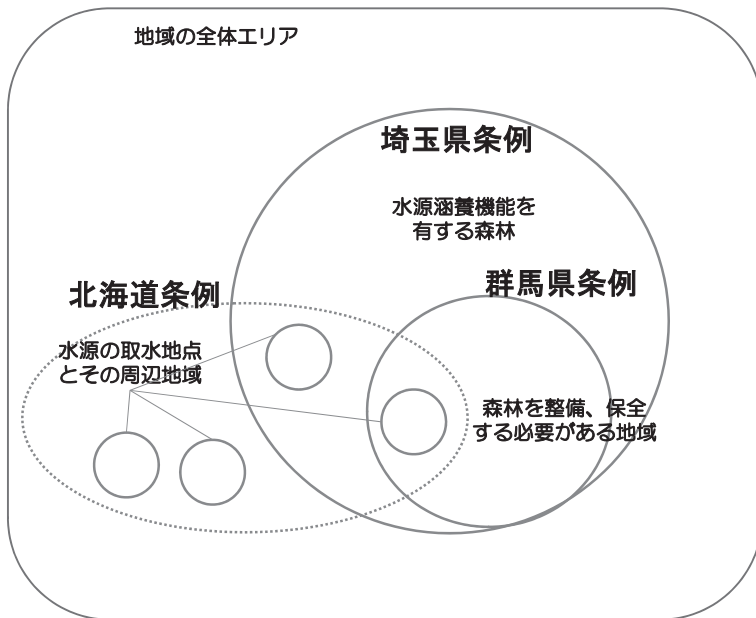 地域の全体エリア
埼玉県条例
水源涵養機能を
有する森林
群馬県条例
北海道条例
水源の取水地点
とその周辺地域
森林を整備、保全
する必要がある地域